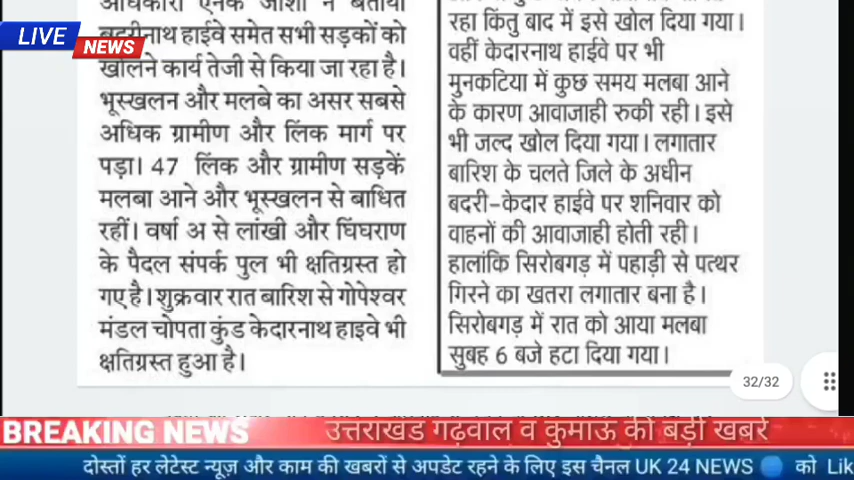 LIVE
NEWS
अधिकारी एनके जोशी ने बताया
बदरीनाथ हाईवे समेत सभी सड़कों को
खोलने कार्य तेजी से किया जा रहा है।
भूस्खलन और मलबे का असर सबसे
अधिक ग्रामीण और लिंक मार्ग पर
पड़ा। 47 लिंक और ग्रामीण सड़कें
मलबा आने और भूस्खलन से बाधित
रहीं। वर्षा अ से लांखी और घिंघराण
के पैदल संपर्क पुल भी क्षतिग्रस्त हो
गए है। शुक्रवार रात बारिश से गोपेश्वर
मंडल चोपता कुंड केदारनाथ हाइवे भी
क्षतिग्रस्त हुआ है।
रहा किंतु बाद में इसे खोल दिया गया।
वहीं केदारनाथ हाईवे पर भी
मुनकटिया में कुछ समय मलबा आने
के कारण आवाजाही रुकी रही। इसे
भी जल्द खोल दिया गया। लगातार
बारिश के चलते जिले के अधीन
बदरी-केदार हाईवे पर शनिवार को
वाहनों की आवाजाही होती रही।
हालांकि सिरोबगड़ में पहाड़ी से पत्थर
गिरने का खतरा लगातार बना है।
सिरोबगड़ में रात को आया मलबा
सुबह 6 बजे हटा दिया गया।
32/32
BREAKING NEWS
उत्तराखंड गढ़वाल व कुमाऊ की बड़ी खबरें
दोस्तों हर लेटेस्ट न्यूज़ और काम की खबरों से अपडेट रहने के लिए इस चैनल UK 24 NEWS को Lik